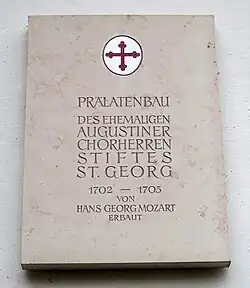 PRÄLATENBAU
DES EHEMALIGEN
AUGUSTINER
CHORHERREN
STIFTES
ST. GEORG
1702 — 1705
VON
HANS GEORG MOZART
ERBAUT